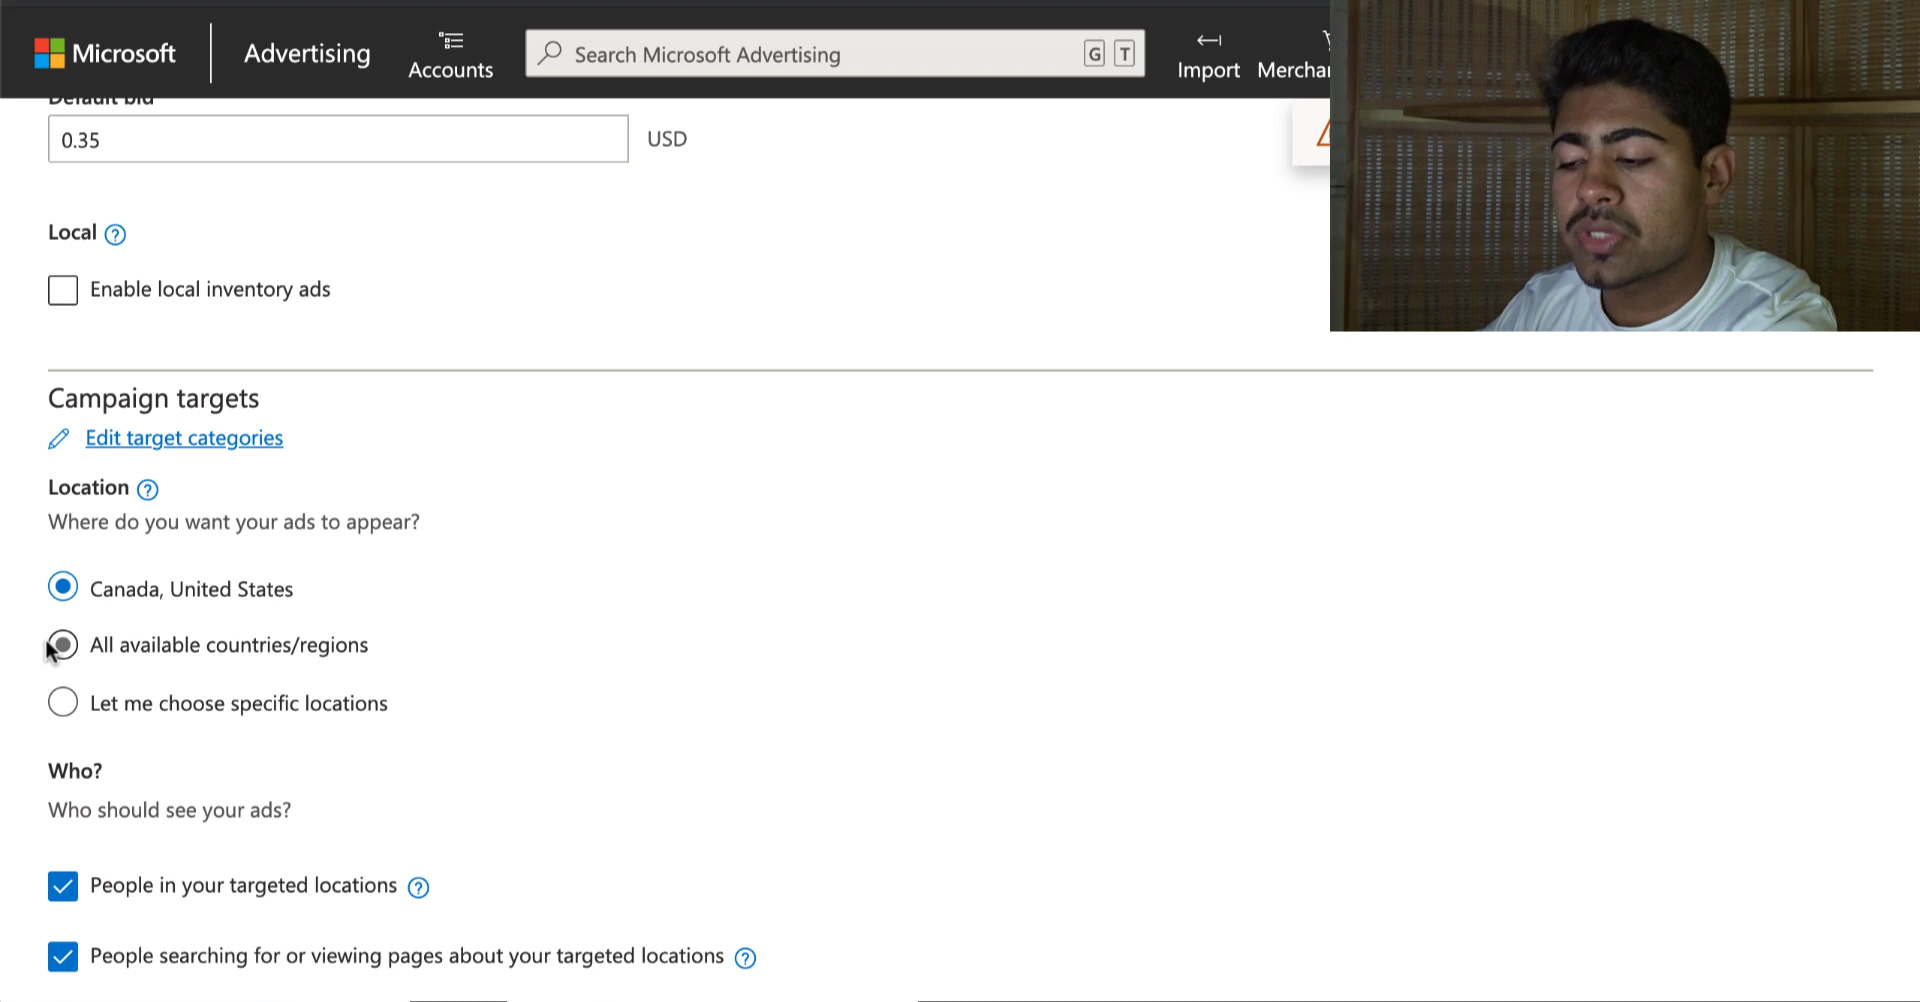 Microsoft
Advertising
Accounts
Search Microsoft Advertising
G T
Import
Default bid
0.35
USD
Local ?
Enable local inventory ads
Campaign targets
Edit target categories
Location ?
Where do you want your ads to appear?
Canada, United States
All available countries/regions
Let me choose specific locations
Who?
Who should see your ads?
People in your targeted locations ?
People searching for or viewing pages about your targeted locations ?